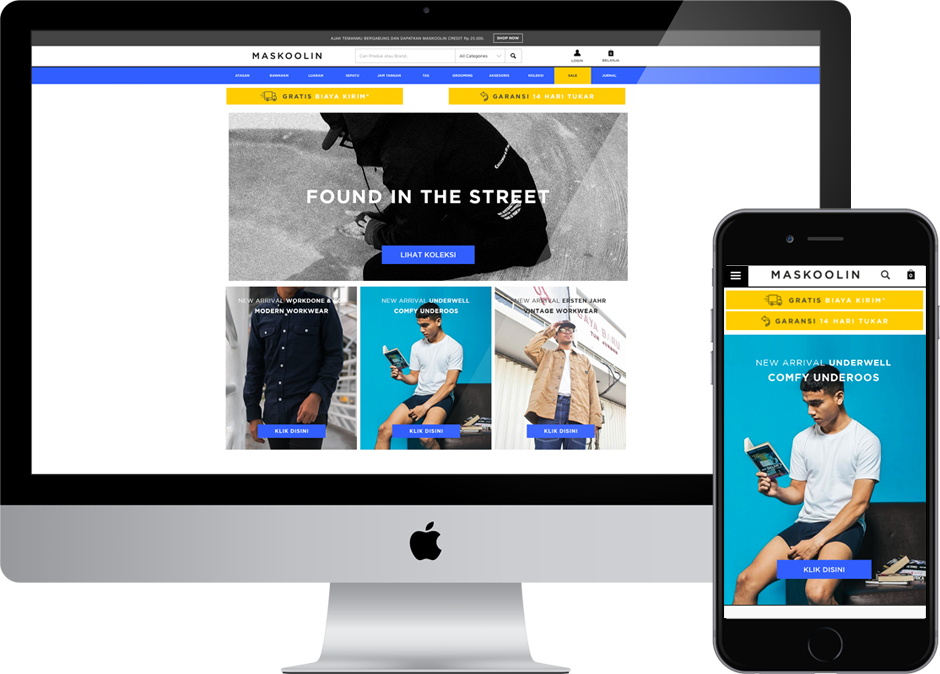 AJAK TEMANMU BERGABUNG DAN DAPATKAN MASKOOLIN CREDIT Rp 25.000. SHOP NOW
MASKOOLIN
Cari Produk atau Brand
All Categories
LOGIN
BELANJA
ATASAN BAWAHAN LUARAN SEPATU JAM TANGAN TAS GROOMING AKSESORIS KOLEKSI SALE JURNAL
GRATIS BIAYA KIRIM*
GARANSI 14 HARI TUKAR
FOUND IN THE STREET
LIHAT KOLEKSI
NEW ARRIVAL WORKDONE & CO
MODERN WORKWEAR
KLIK DISINI
NEW ARRIVAL UNDERWELL
COMFY UNDEROOS
KLIK DISINI
NEW ARRIVAL ERSTEN JAHR
VINTAGE WORKWEAR
KLIK DISINI
MASKOOLIN
GRATIS BIAYA KIRIM*
GARANSI 14 HARI TUKAR
NEW ARRIVAL UNDERWELL
COMFY UNDEROOS
KLIK DISINI